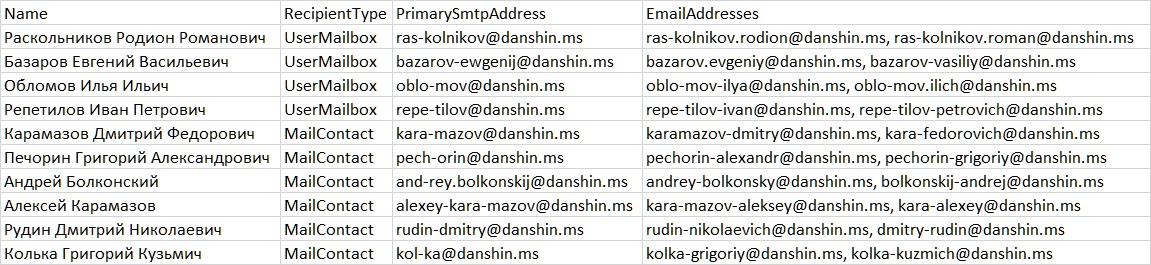 Name RecipientType PrimarySmtpAddress EmailAddresses
Раскольников Родион Романович UserMailbox ras-kolnikov@danshin.ms ras-kolnikov.rodion@danshin.ms, ras-kolnikov.roman@danshin.ms
Базаров Евгений Васильевич UserMailbox bazarov-ewgenij@danshin.ms bazarov.evgeniy@danshin.ms, bazarov-vasiliy@danshin.ms
Обломов Илья Ильич UserMailbox oblo-mov@danshin.ms oblo-mov-ilya@danshin.ms, oblo-mov.ilich@danshin.ms
Репетилов Иван Петрович UserMailbox repe-tilov@danshin.ms repe-tilov-ivan@danshin.ms, repe-tilov-petrovich@danshin.ms
Карамазов Дмитрий Федорович MailContact kara-mazov@danshin.ms karamazov-dmitry@danshin.ms, kara-fedorovich@danshin.ms
Печорин Григорий Александрович MailContact pech-orin@danshin.ms pechorin-alexandr@danshin.ms, pechorin-grigoriy@danshin.ms
Андрей Болконский MailContact and-rey.bolkonskij@danshin.ms andrey-bolkonsky@danshin.ms, bolkonskij-andrej@danshin.ms
Алексей Карамазов MailContact alexey-kara-mazov@danshin.ms kara-mazov-aleksey@danshin.ms, kara-alexey@danshin.ms
Рудин Дмитрий Николаевич MailContact rudin-dmitry@danshin.ms rudin-nikolaevich@danshin.ms, dmitry-rudin@danshin.ms
Колька Григорий Кузьмич MailContact kol-ka@danshin.ms kolka-grigoriy@danshin.ms, kolka-kuzmich@danshin.ms